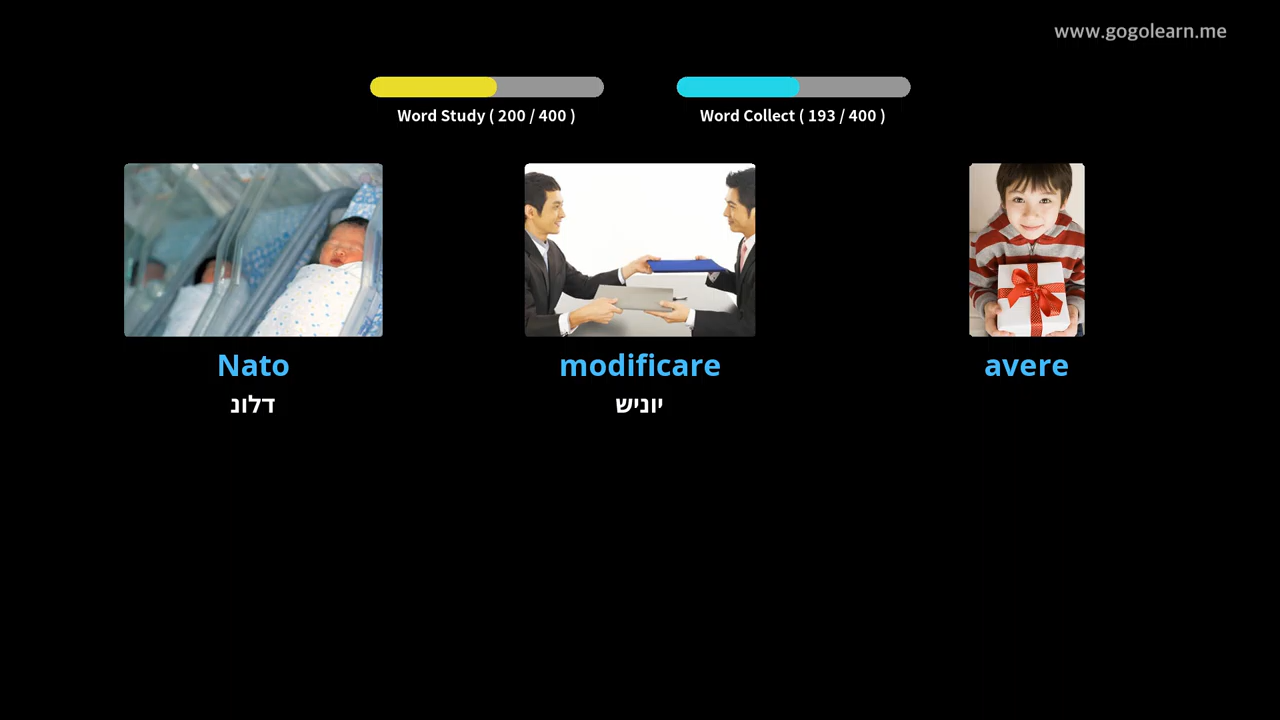 www.gogolearn.me
Word Study ( 200 / 400 )
Word Collect ( 193 / 400 )
Nato
modificare
avere
דלונ
יוניש